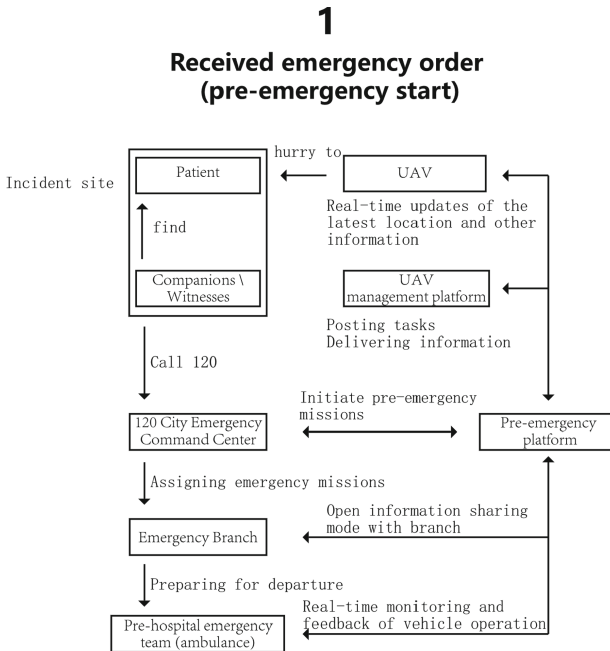 1
Received emergency order
(pre-emergency start)
hurry to
Incident site
Patient
UAV
find
Real-time updates of the
latest location and other
information
Companions \
Witnesses
UAV
management platform
Posting tasks
Delivering information
Call 120
Initiate pre-emergency
missions
120 City Emergency
Command Center
Pre-emergency
platform
Assigning emergency missions
Open information sharing
mode with branch
Emergency Branch
Preparing for departure
Real-time monitoring and
feedback of vehicle operation
Pre-hospital emergency
team (ambulance)